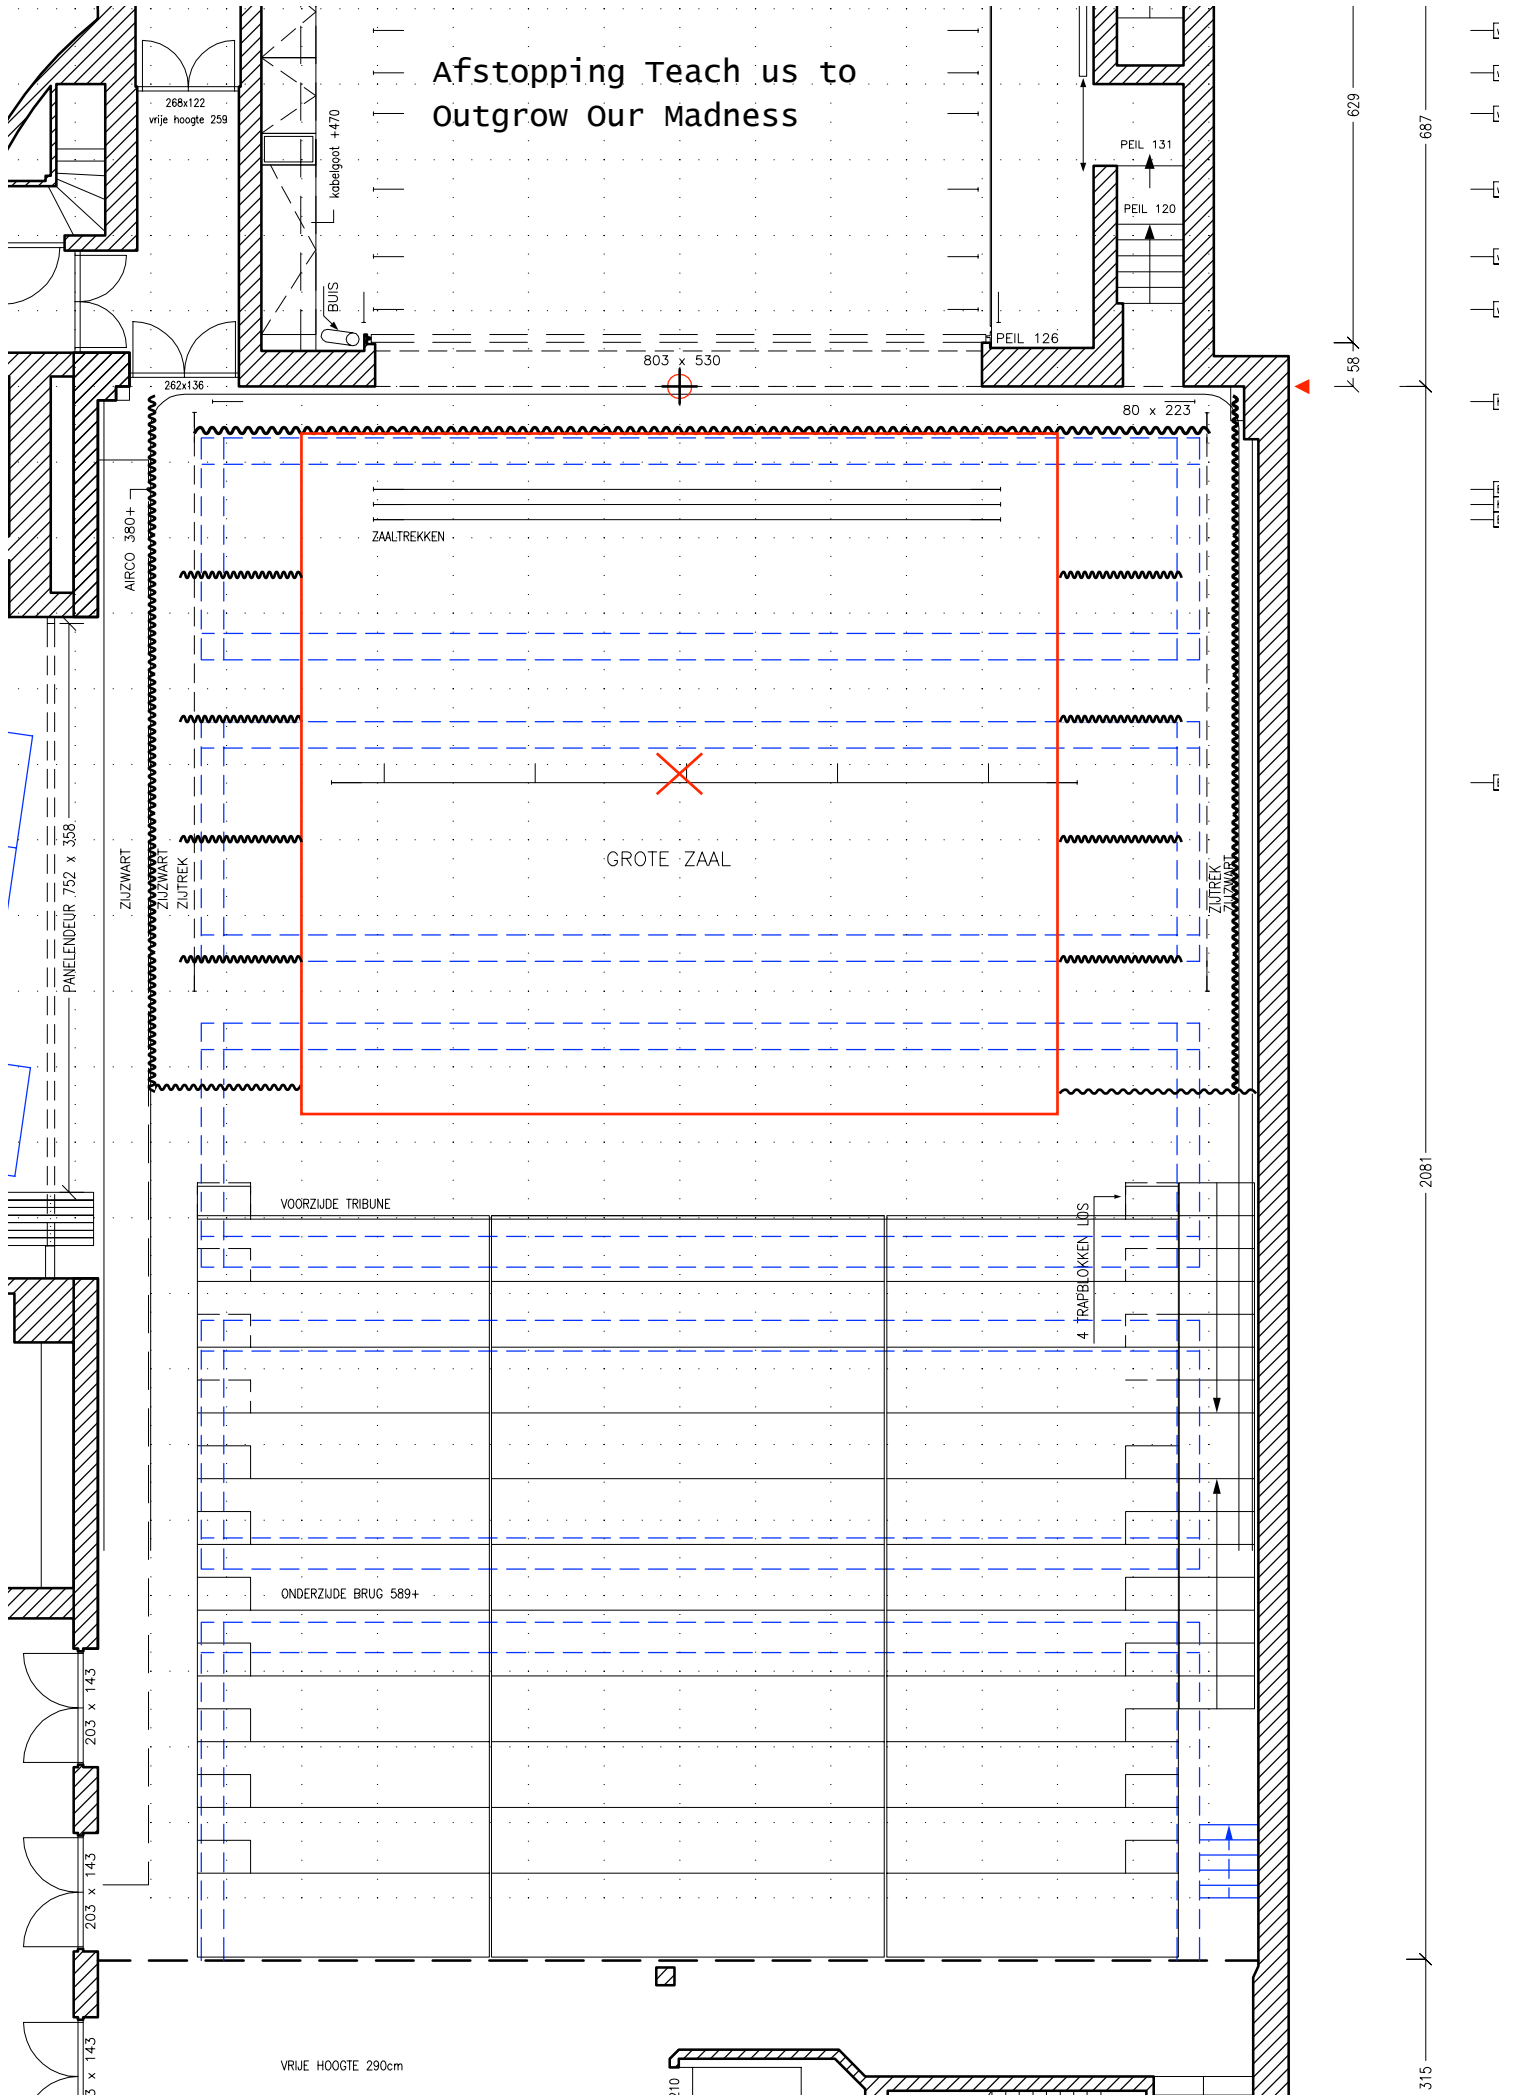 Afstopping Teach us to
Outgrow Our Madness
268x122
vrije hoogte 259
kabelgoot +470
629
687
PEIL 131
PEIL 120
BUIS
PEIL 126
803 x 530
58
262x136
80 x 223
AIRCO 380+
ZAALTREKKEN
PANELENDEUR 752 x 358
ZIJZWART
ZIJZWART
ZIJTREK
GROTE ZAAL
ZIJTREK
ZIJZWART
2081
VOORZIJDE TRIBUNE
4 TRAPBLOKKEN LOS
ONDERZIJDE BRUG 589+
203 x 143
203 x 143
3 x 143
VRIJE HOOGTE 290cm
210
315